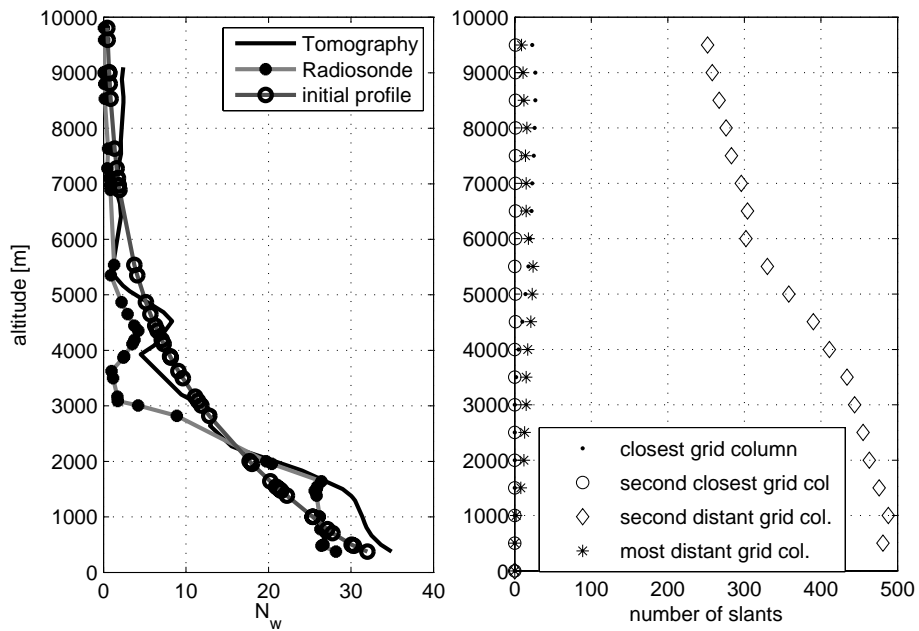 10000
9000
8000
7000
6000
5000
4000
3000
2000
1000
0
altitude [m]
0 10 20 30 40
N_w
Tomography
Radiosonde
initial profile
10000
9000
8000
7000
6000
5000
4000
3000
2000
1000
0
0 100 200 300 400 500
number of slants
closest grid column
second closest grid col
second distant grid col.
most distant grid col.